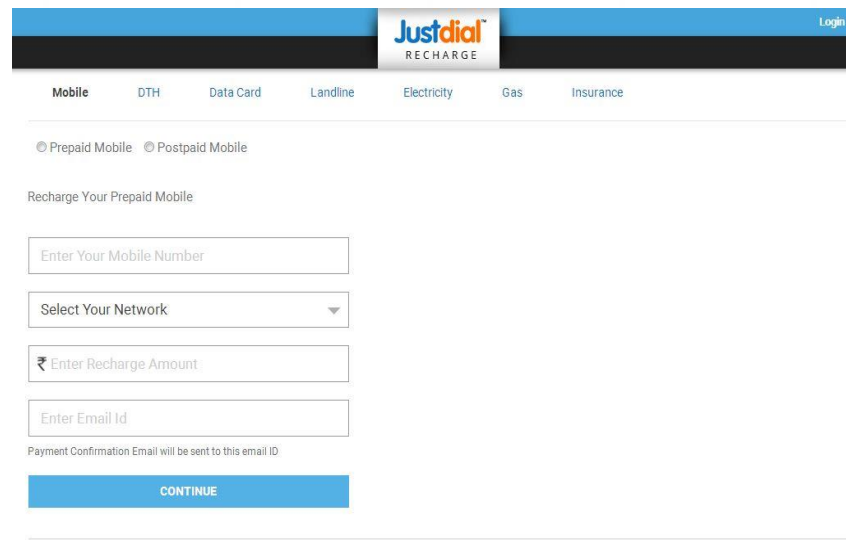 Login
Justdial™
RECHARGE
Mobile DTH Data Card Landline Electricity Gas Insurance
Prepaid Mobile Postpaid Mobile
Recharge Your Prepaid Mobile
Enter Your Mobile Number
Select Your Network
₹ Enter Recharge Amount
Enter Email Id
Payment Confirmation Email will be sent to this email ID
CONTINUE